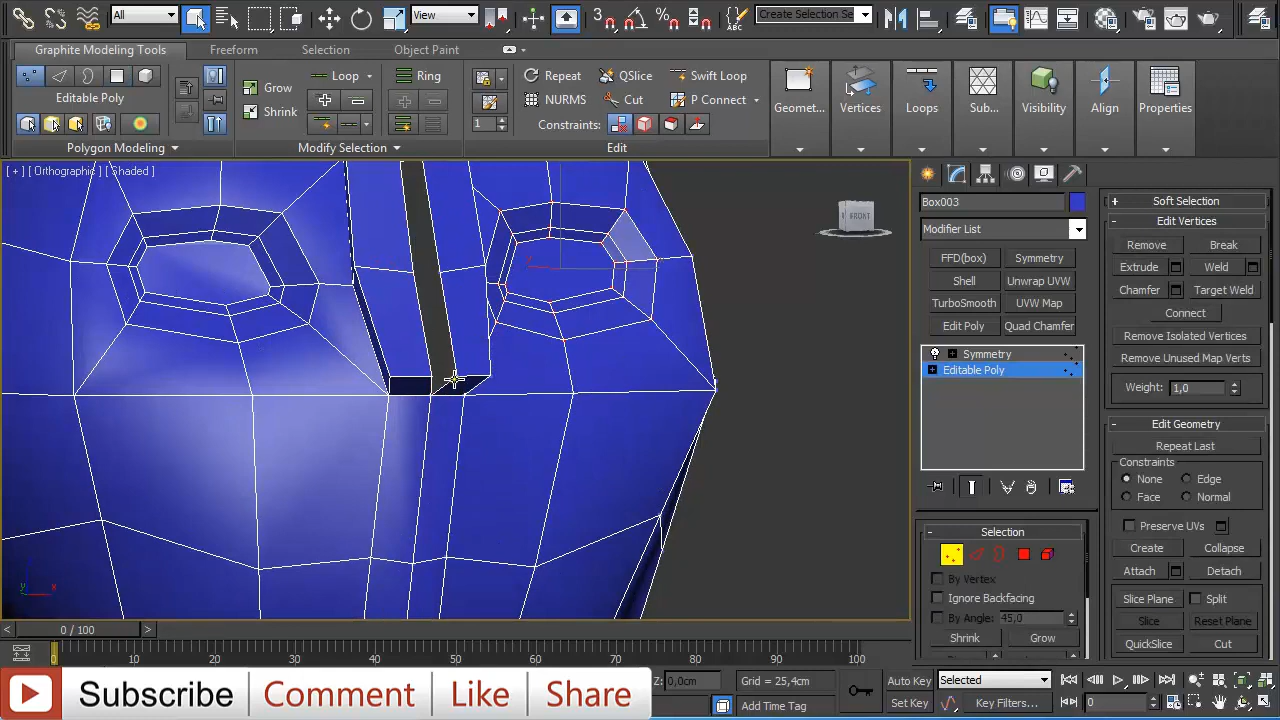 All
View
Create Selection Se
Graphite Modeling Tools
Freeform
Selection
Object Paint
Loop
Ring
Repeat
QSlice
Swift Loop
Edit Poly
Editable Poly
Grow
Shrink
NURMS
Cut
P Connect
Constraints:
1
Geomet...
Vertices
Loops
Sub...
Visibility
Align
Properties
Polygon Modeling
Modify Selection
Edit
[ + ] [ Orthographic ] [ Shaded ]
FRONT
x
y
x
Box003
Modifier List
FFD(box)
Symmetry
Shell
Unwrap UVW
TurboSmooth
UVW Map
Edit Poly
Quad Chamfer
Symmetry
Editable Poly
Selection
By Vertex
Ignore Backfacing
By Angle:
45,0
Shrink
Grow
Soft Selection
Edit Vertices
Remove
Break
Extrude
Weld
Chamfer
Target Weld
Connect
Remove Isolated Vertices
Remove Unused Map Verts
Weight:
1,0
Edit Geometry
Repeat Last
Constraints
None
Edge
Face
Normal
Preserve UVs
Create
Collapse
Attach
Detach
Slice Plane
Split
Slice
Reset Plane
QuickSlice
Cut
0 / 100
0
10
20
30
40
50
60
70
80
90
100
Subscribe
Comment
Like
Share
Z:
0,0cm
Grid = 25,4cm
Add Time Tag
Auto Key
Selected
Set Key
Key Filters...
0